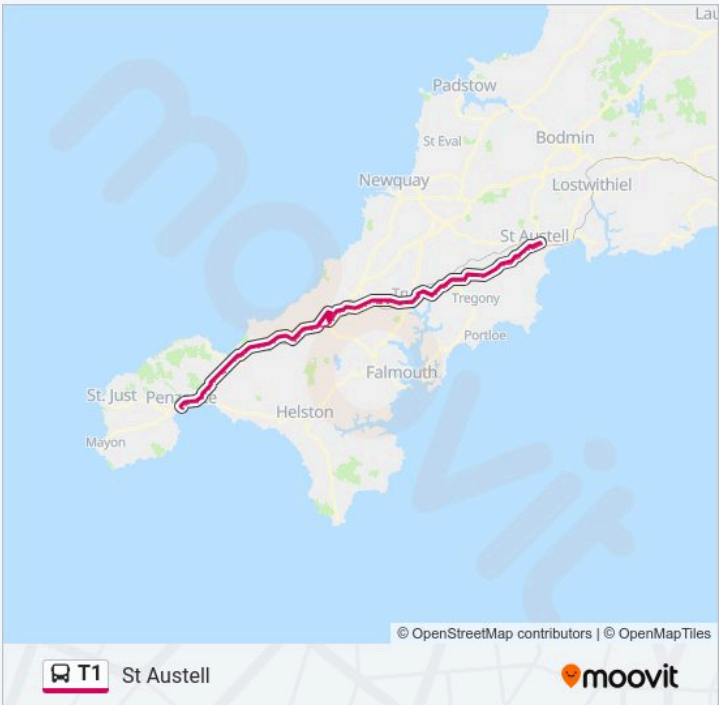 Lau
Padstow
St Eval
Bodmin
Newquay
Lostwithiel
St Austell
Tregony
Portloe
Falmouth
St. Just
Helston
Mayon
moovit
© OpenStreetMap contributors | © OpenMapTiles
T1 St Austell
moovit